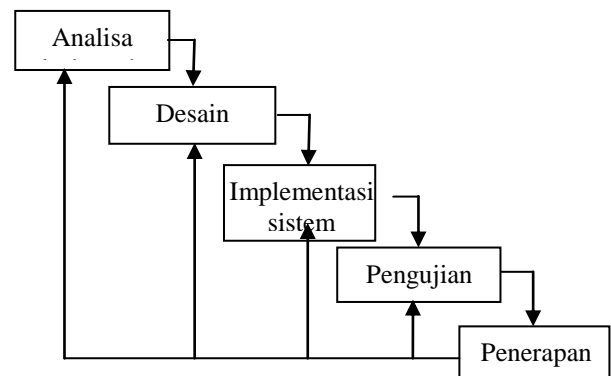 Analisa
Desain
Implementasi
sistem
Pengujian
Penerapan